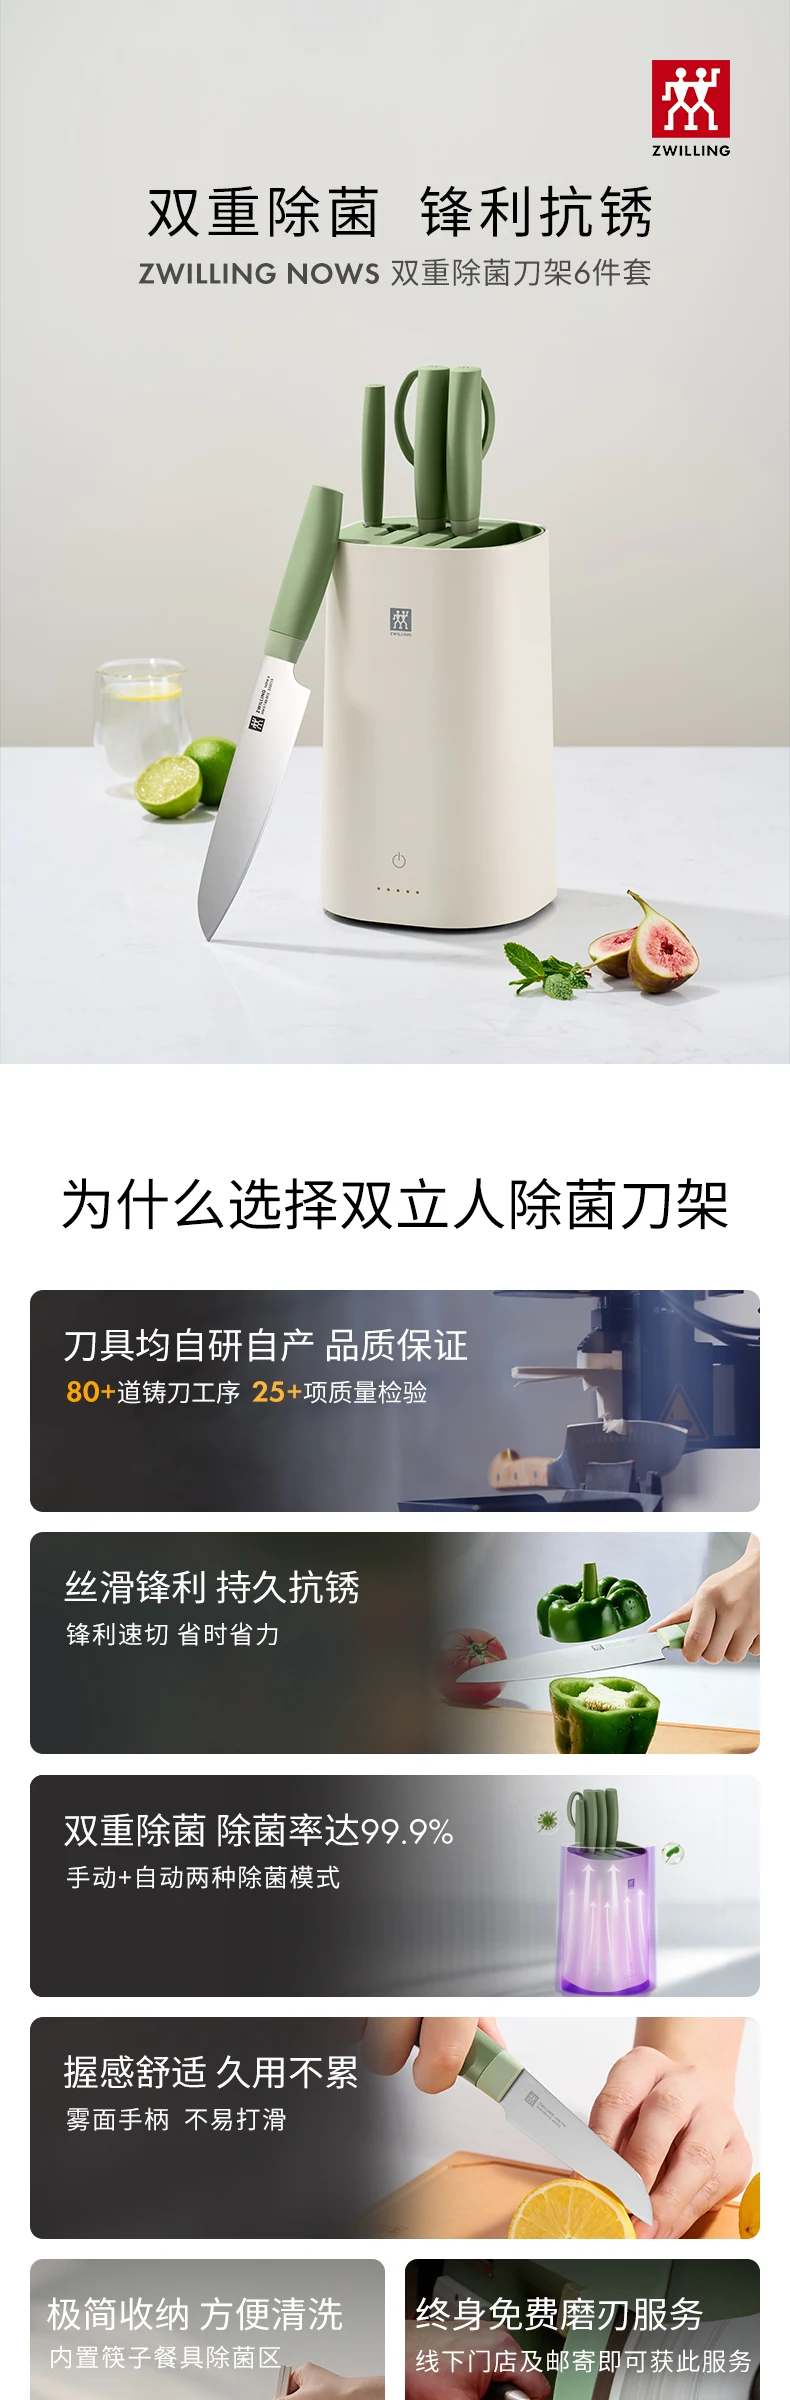 ZWILLING
双重除菌 锋利抗锈
ZWILLING NOWS 双重除菌刀架6件套
ZWILLING
ZWILLING
为什么选择双立人除菌刀架
刀具均自研自产 品质保证
80+道铸刀工序 25+项质量检验
丝滑锋利 持久抗锈
锋利速切 省时省力
双重除菌 除菌率达99.9%
手动+自动两种除菌模式
握感舒适 久用不累
雾面手柄 不易打滑
极简收纳 方便清洗
内置筷子餐具除菌区
终身免费磨刃服务
线下门店及邮寄即可获此服务